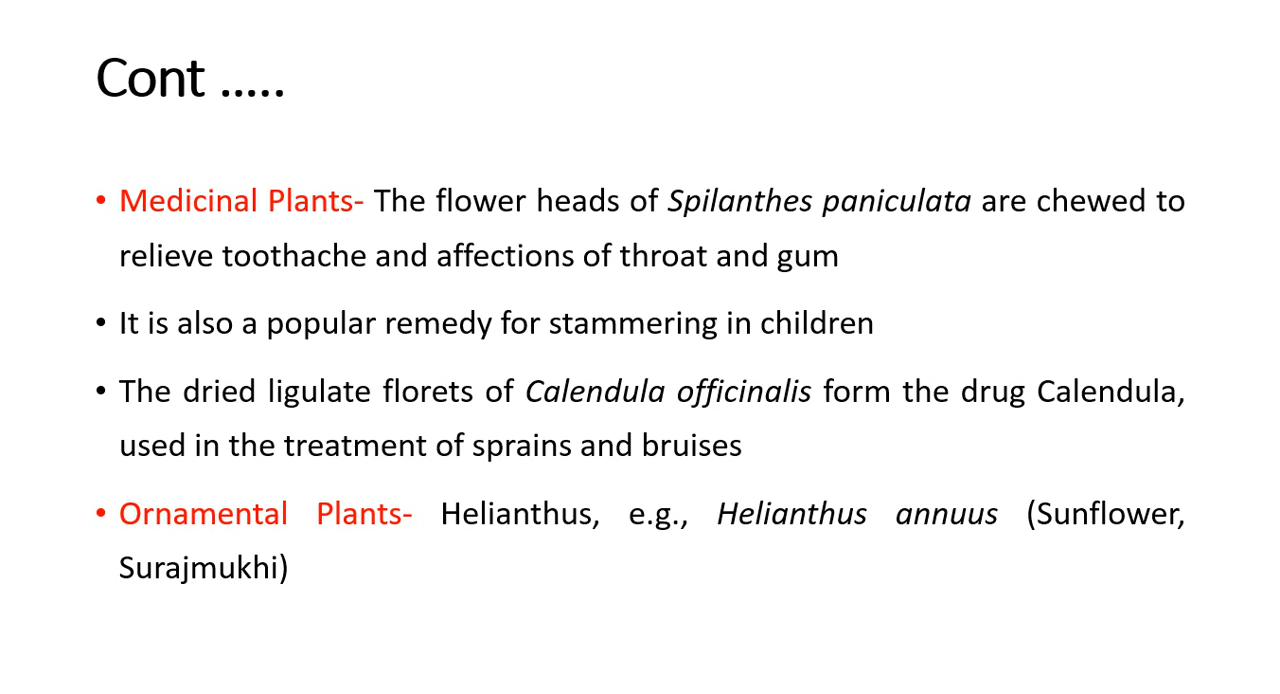 Cont .....
• Medicinal Plants- The flower heads of Spilanthes paniculata are chewed to
relieve toothache and affections of throat and gum
• It is also a popular remedy for stammering in children
• The dried ligulate florets of Calendula officinalis form the drug Calendula,
used in the treatment of sprains and bruises
• Ornamental Plants- Helianthus, e.g., Helianthus annuus (Sunflower,
Surajmukhi)